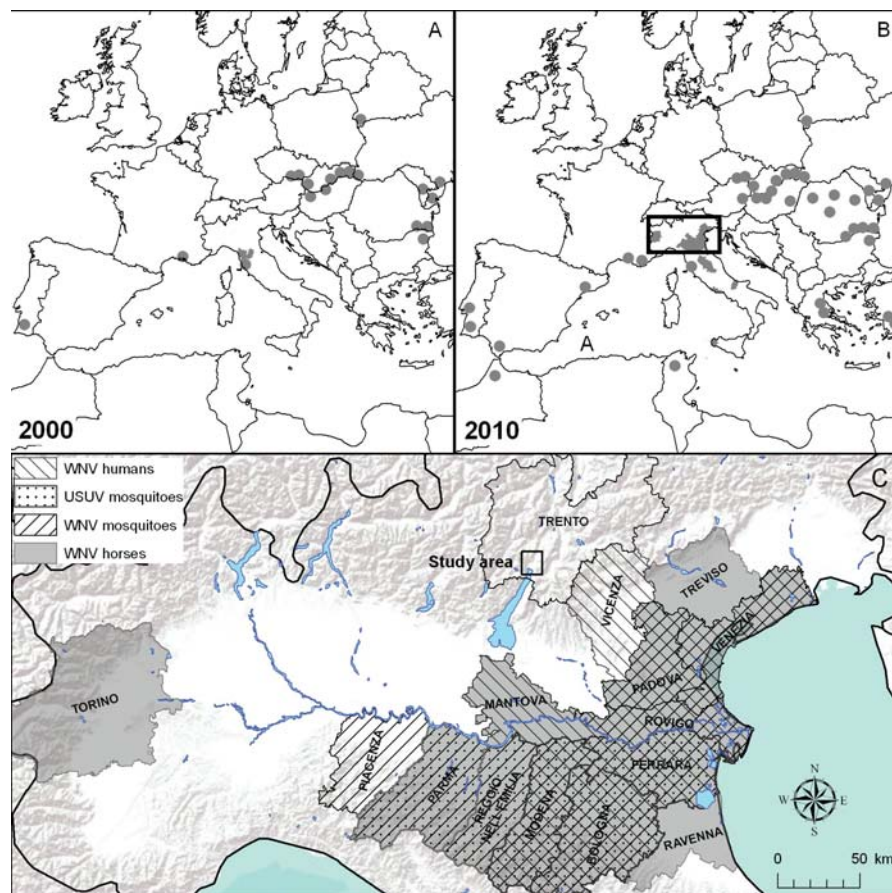 A
B
A
2000
2010
WNV humans
USUV mosquitoes
WNV mosquitoes
WNV horses
C
TRENTO
Study area
VICENZA
TREVISO
VENEZIA
TORINO
PADOVA
MANTOVA
ROVIGO
PIACENZA
PARMA
REGGIO
NELL'EMILIA
MODENA
BOLOGNA
FERRARA
RAVENNA
N
W E
S
0 50 km